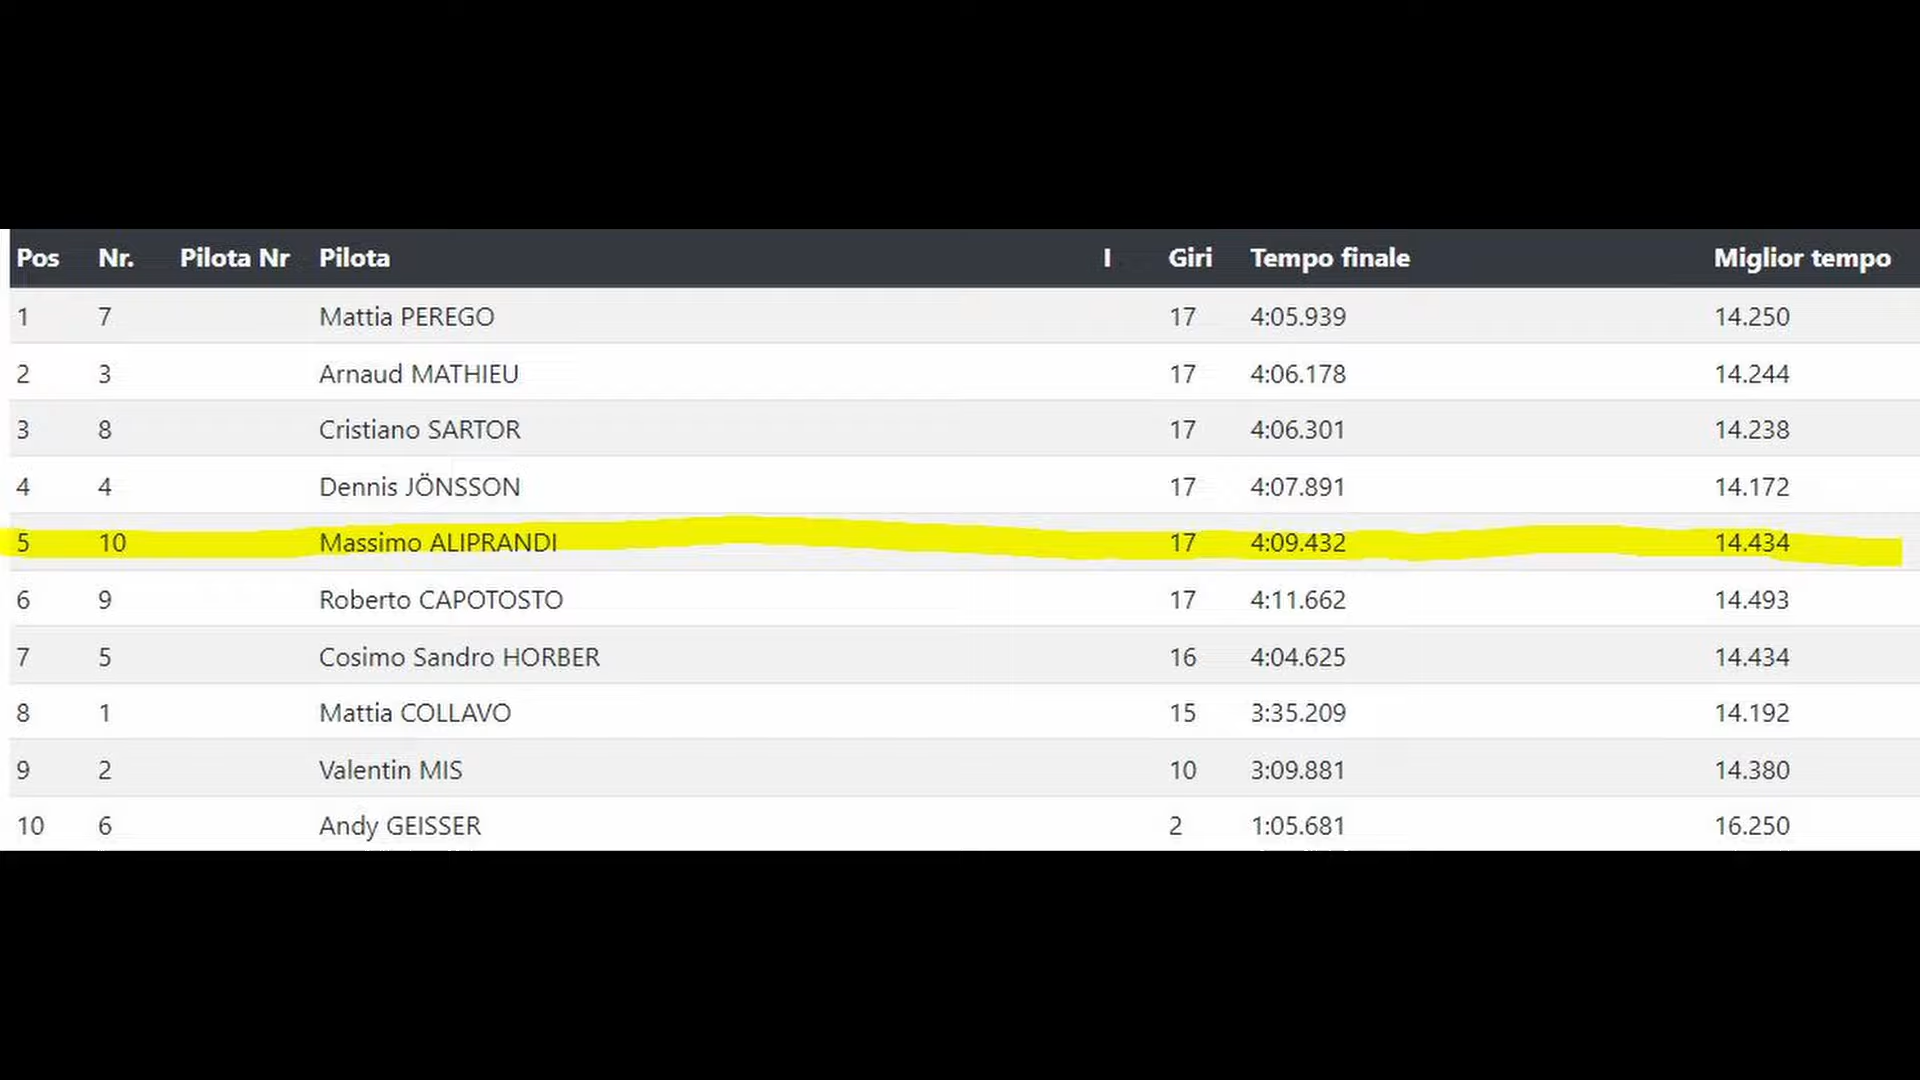 Pos Nr. Pilota Nr Pilota I Giri Tempo finale Miglior tempo
1 7 Mattia PEREGO 17 4:05.939 14.250
2 3 Arnaud MATHIEU 17 4:06.178 14.244
3 8 Cristiano SARTOR 17 4:06.301 14.238
4 4 Dennis JÖNSSON 17 4:07.891 14.172
5 10 Massimo ALIPRANDI 17 4:09.432 14.434
6 9 Roberto CAPOTOSTO 17 4:11.662 14.493
7 5 Cosimo Sandro HORBER 16 4:04.625 14.434
8 1 Mattia COLLAVO 15 3:35.209 14.192
9 2 Valentin MIS 10 3:09.881 14.380
10 6 Andy GEISSER 2 1:05.681 16.250